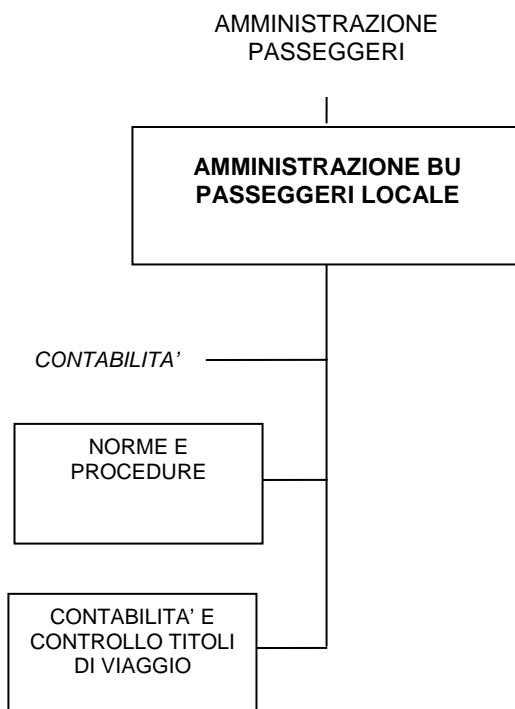 AMMINISTRAZIONE
PASSEGGERI
AMMINISTRAZIONE BU
PASSEGGERI LOCALE
CONTABILITA’
NORME E
PROCEDURE
CONTABILITA’ E
CONTROLLO TITOLI
DI VIAGGIO